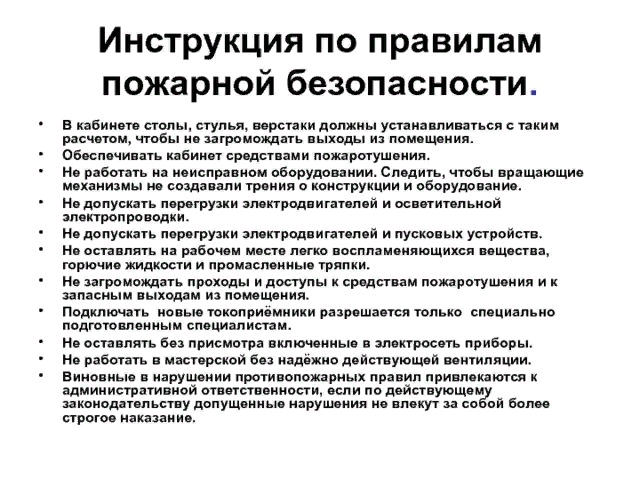 Инструкция по правилам
пожарной безопасности.
• В кабинете столы, стулья, верстаки должны устанавливаться с таким
расчетом, чтобы не загромождать выходы из помещения.
• Обеспечивать кабинет средствами пожаротушения.
• Не работать на неисправном оборудовании. Следить, чтобы вращающие
механизмы не создавали трения о конструкции и оборудование.
• Не допускать перегрузки электродвигателей и осветительной
электропроводки.
• Не допускать перегрузки электродвигателей и пусковых устройств.
• Не оставлять на рабочем месте легко воспламеняющихся вещества,
горючие жидкости и промасленные тряпки.
• Не загромождать проходы и доступы к средствам пожаротушения и к
запасным выходам из помещения.
• Подключать новые токоприёмники разрешается только специально
подготовленным специалистам.
• Не оставлять без присмотра включенные в электросеть приборы.
• Не работать в мастерской без надёжно действующей вентиляции.
• Виновные в нарушении противопожарных правил привлекаются к
административной ответственности, если по действующему
законодательству допущенные нарушения не влекут за собой более
строгое наказание.